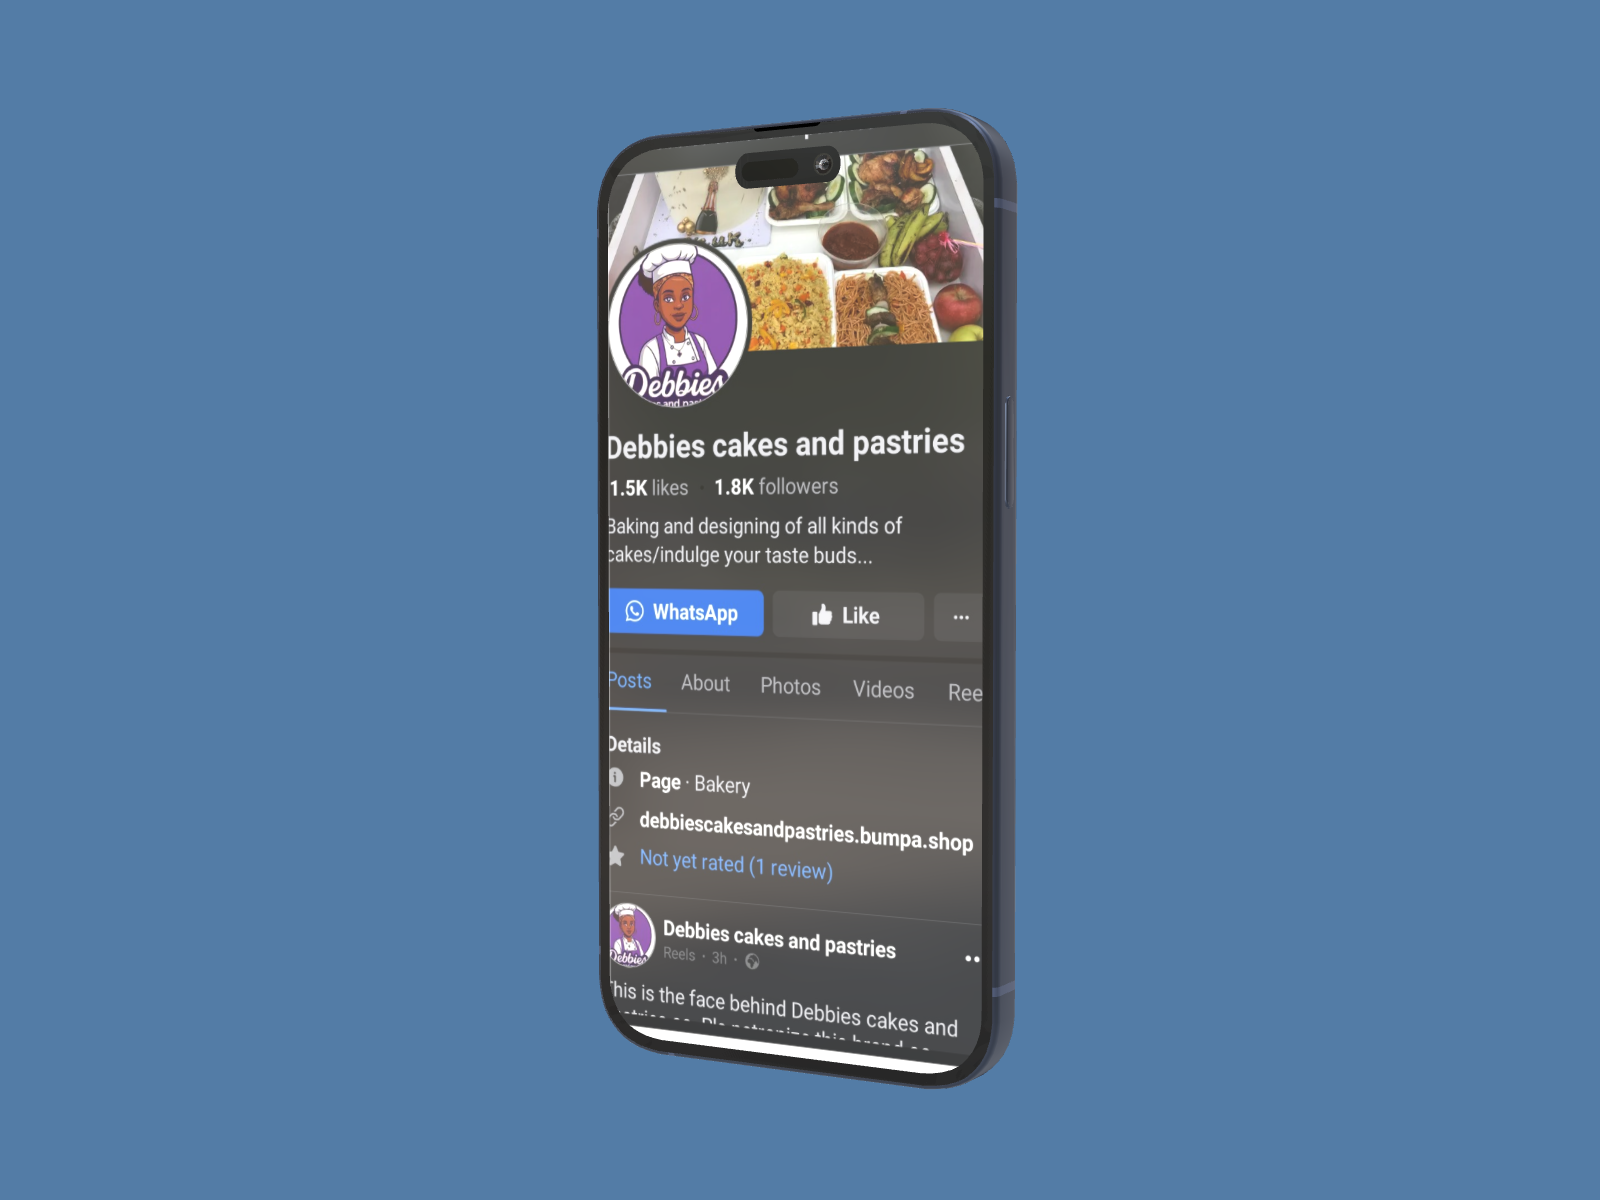 Debbies
Debbies cakes and pastries
1.5K likes · 1.8K followers
Baking and designing of all kinds of
cakes/indulge your taste buds...
WhatsApp
Like
Posts
About
Photos
Videos
Ree
Details
Page · Bakery
debbiescakesandpastries.bumpa.shop
Not yet rated (1 review)
Debbies
Debbies cakes and pastries
Reels · 3h ·
This is the face behind Debbies cakes and